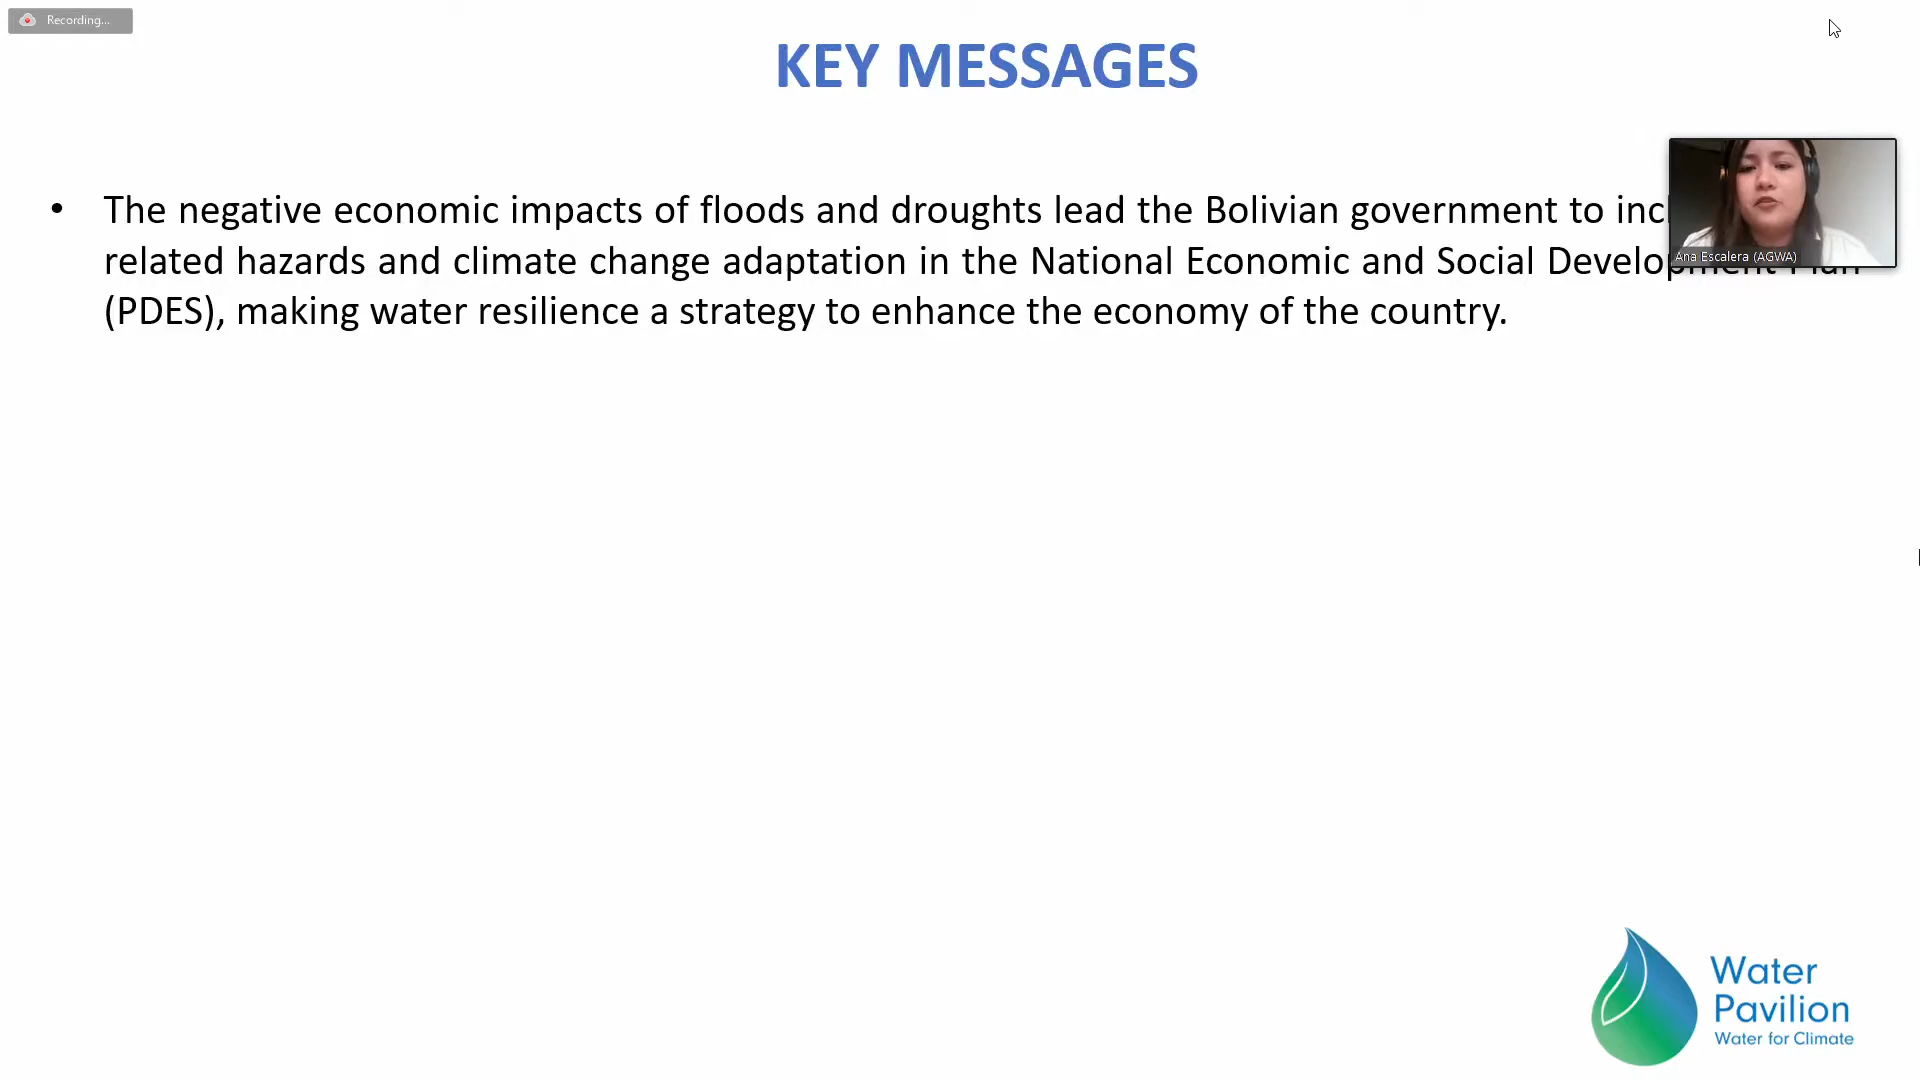 Recording...
KEY MESSAGES
• The negative economic impacts of floods and droughts lead the Bolivian government to
related hazards and climate change adaptation in the National Economic and Social Development Plan
(PDES), making water resilience a strategy to enhance the economy of the country.
Ana Escalera (AGWA)
Water
Pavilion
Water for Climate